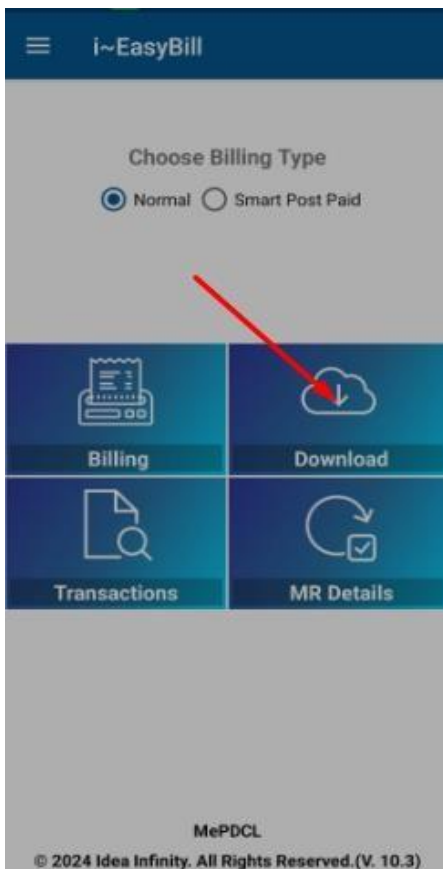 i~EasyBill
Choose Billing Type
Normal Smart Post Paid
Billing Download
Transactions MR Details
MePDCL
© 2024 Idea Infinity. All Rights Reserved.(V. 10.3)